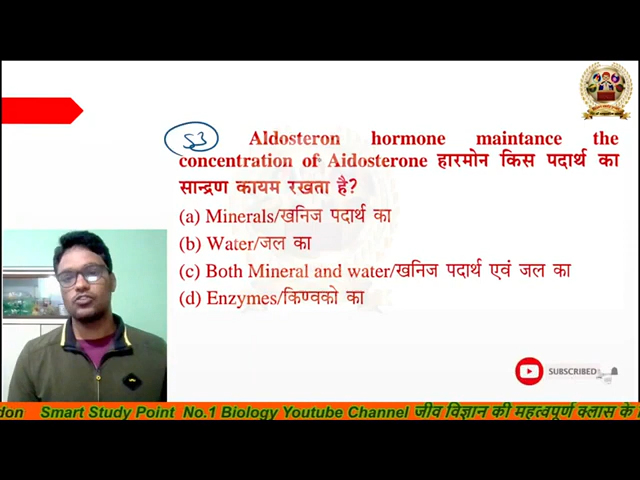 53 Aldosteron hormone maintance the
concentration of Aidosterone हारमोन किस पदार्थ का
सान्द्रण कायम रखता है?
(a) Minerals/खनिज पदार्थ का
(b) Water/जल का
(c) Both Mineral and water/खनिज पदार्थ एवं जल का
(d) Enzymes/किण्वको का
SUBSCRIBED
don Smart Study Point No.1 Biology Youtube Channel जीव विज्ञान की महत्वपूर्ण क्लास के